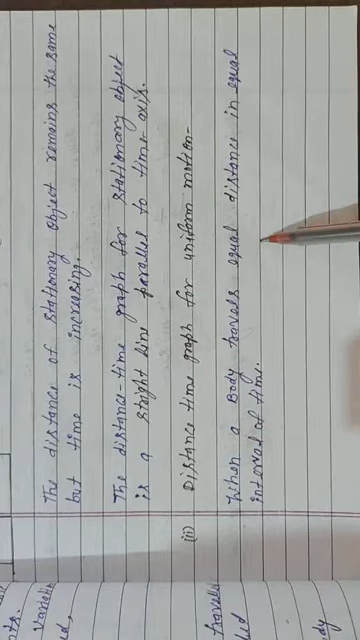 The distance of stationary object remains the same
but time is increasing.
The distance-time graph for stationary object
is a stright line parallel to time-axis.
(ii) Distance time graph for uniform motion-
When a Body travels equal distance in equal
interval of time.
travels